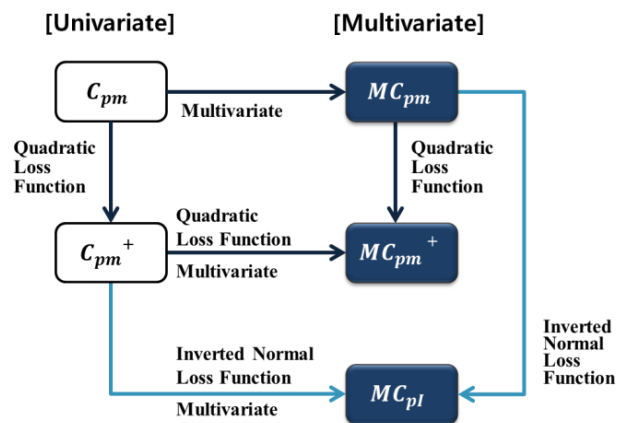 [Univariate]
[Multivariate]
C_pm
MC_pm
Multivariate
Quadratic
Loss
Function
Quadratic
Loss
Function
Quadratic
Loss Function
Multivariate
C_pm^+
MC_pm^+
Inverted Normal
Loss Function
Multivariate
MC_pI
Inverted
Normal
Loss
Function